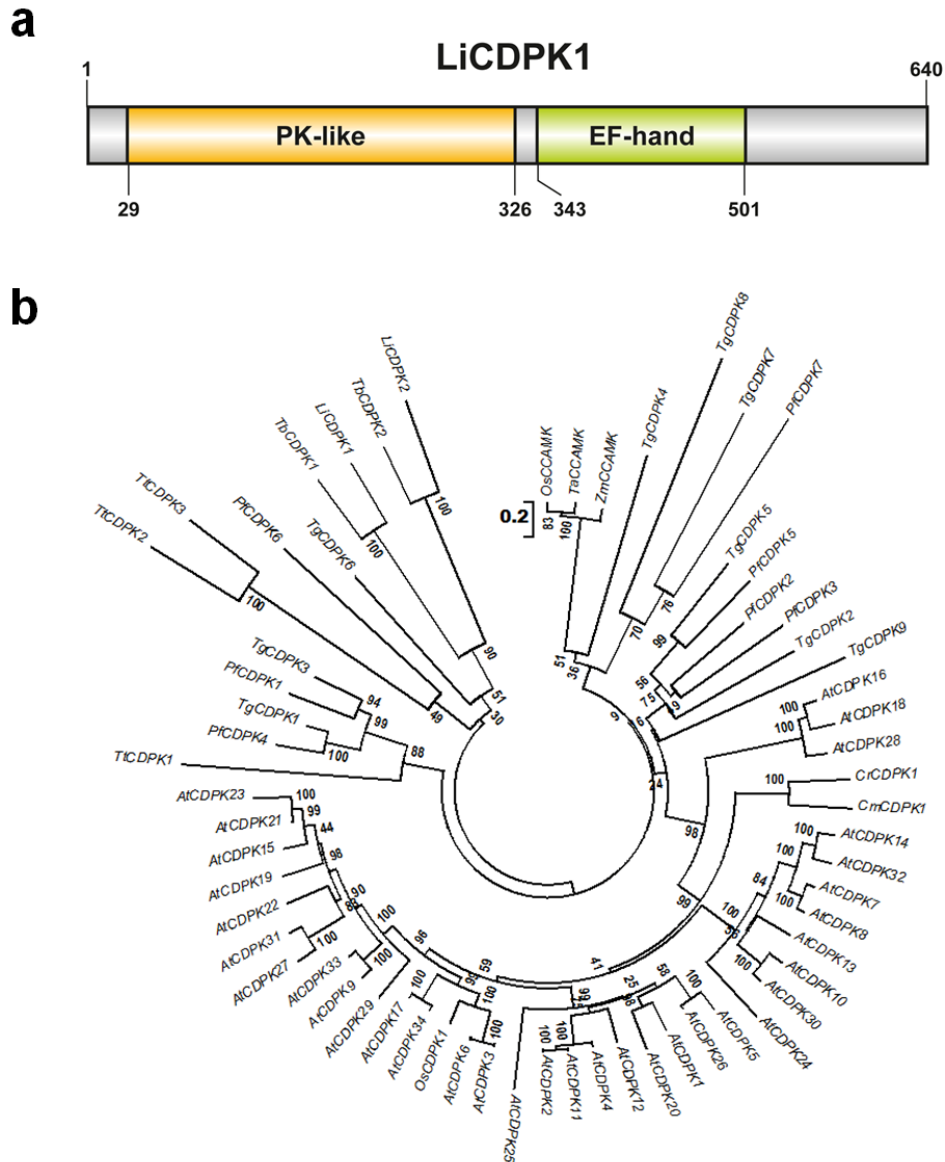 a
LiCDPK1
1
640
PK-like
EF-hand
29
326
343
501
b
TtCDPK2
TtCDPK3
PfCDPK6
TgCDPK6
TbCDPK1
LiCDPK1
TbCDPK2
LiCDPK2
100
100
100
90
51
30
49
0.2
OsCCAMK
TaCCAMK
ZmCCAMK
83
100
TgCDPK4
TgCDPK8
TgCDPK7
PfCDPK7
TgCDPK5
PfCDPK5
PfCDPK2
PfCDPK3
TgCDPK2
TgCDPK9
51
36
70
76
99
56
75
9
6
9
24
AtCDPK16
AtCDPK18
AtCDPK28
100
100
98
CrCDPK1
CmCDPK1
100
AtCDPK14
AtCDPK32
AtCDPK7
AtCDPK8
AtCDPK13
AtCDPK10
AtCDPK30
AtCDPK24
100
100
100
84
100
100
99
AtCDPK5
AtCDPK26
AtCDPK1
AtCDPK20
AtCDPK12
AtCDPK4
AtCDPK11
AtCDPK2
AtCDPK25
100
58
25
41
100
100
59
AtCDPK3
AtCDPK6
OsCDPK1
AtCDPK34
AtCDPK17
AtCDPK29
AtCDPK9
AtCDPK33
AtCDPK27
AtCDPK31
AtCDPK22
AtCDPK19
AtCDPK15
AtCDPK21
AtCDPK23
100
100
99
100
96
100
100
100
90
98
44
99
100
TtCDPK1
PfCDPK4
TgCDPK1
PfCDPK1
TgCDPK3
94
99
100
88